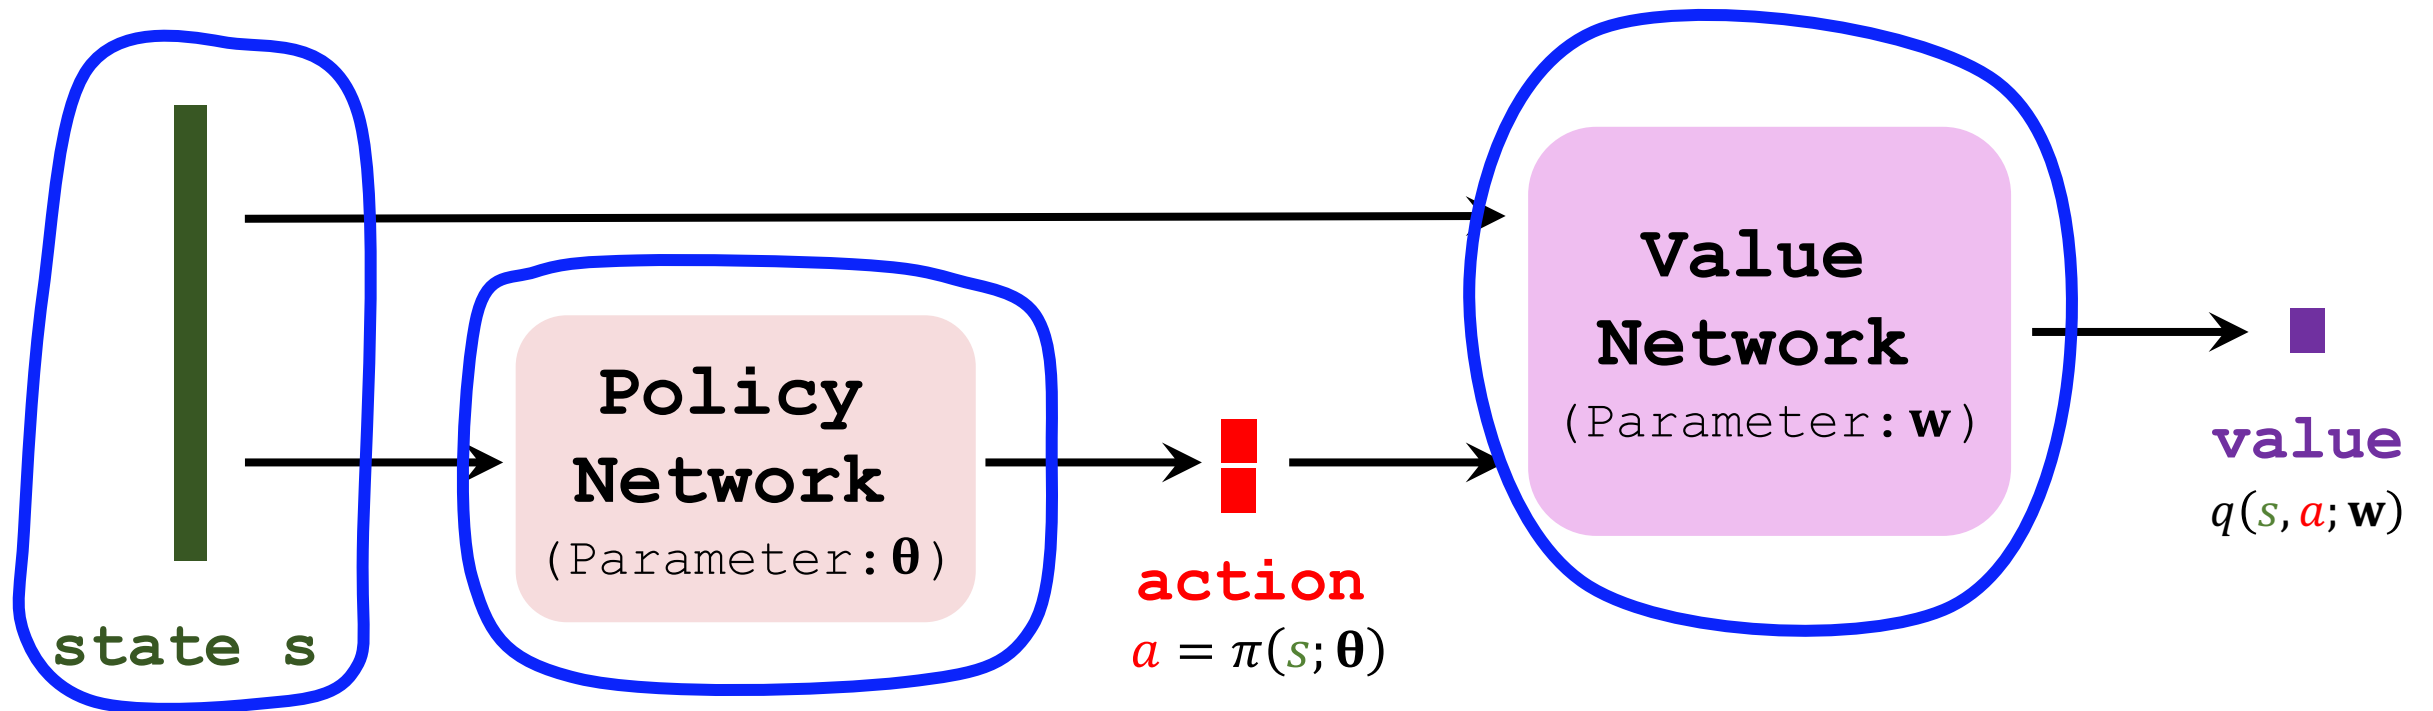 state s
Policy
Network
(Parameter: θ)
action
a = π(s; θ)
Value
Network
(Parameter: w)
value
q(s, a; w)